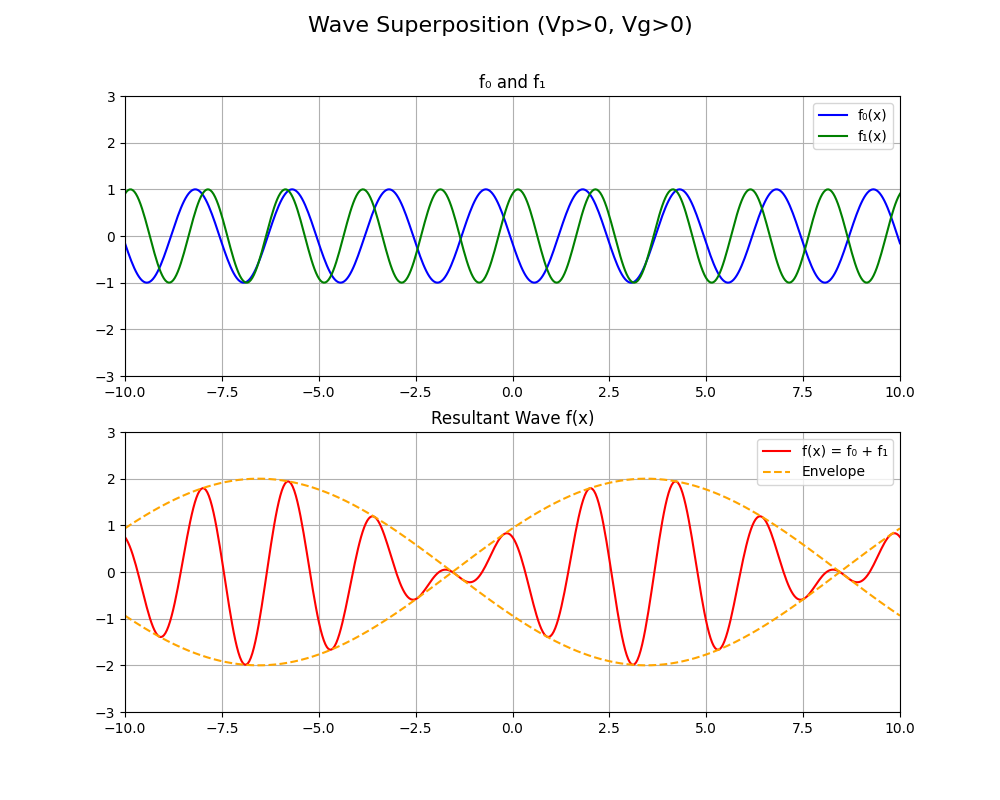 Wave Superposition (Vp>0, Vg>0)
f₀ and f₁
3
2
1
0
−1
−2
−3
f₀(x)
f₁(x)
−10.0 −7.5 −5.0 −2.5 0.0 2.5 5.0 7.5 10.0
Resultant Wave f(x)
3
2
1
0
−1
−2
−3
f(x) = f₀ + f₁
Envelope
−10.0 −7.5 −5.0 −2.5 0.0 2.5 5.0 7.5 10.0